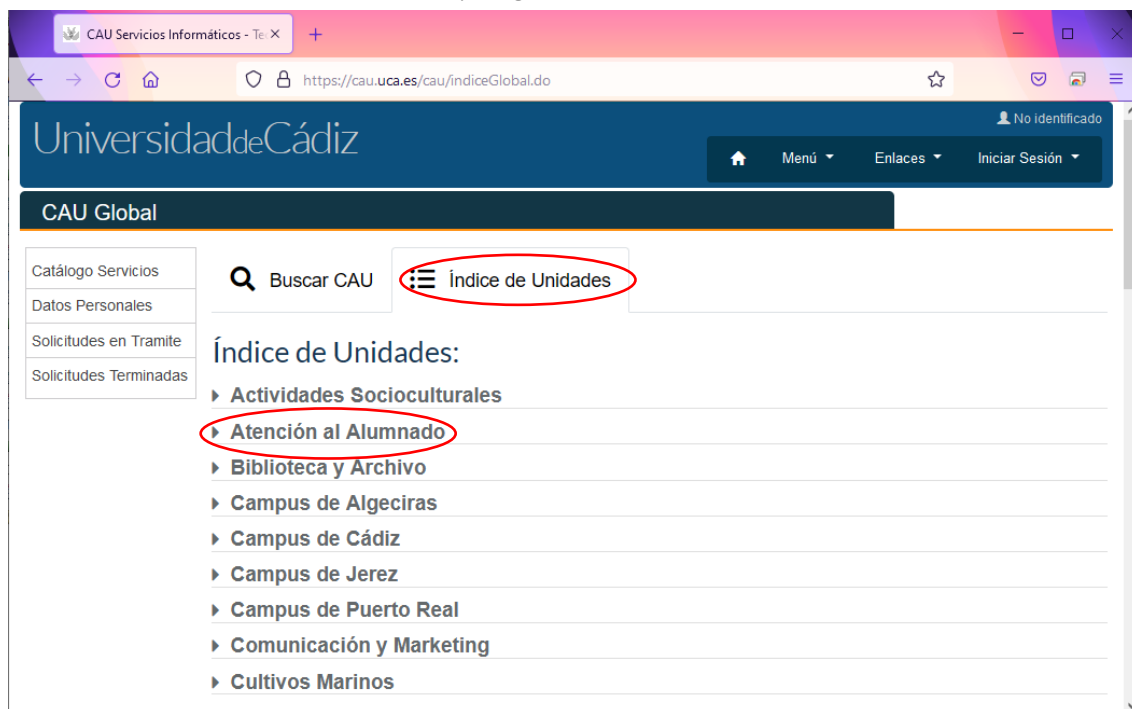 CAU Servicios Informáticos - Te
https://cau.uca.es/cau/indiceGlobal.do
No identificado
UniversidaddeCádiz
Menú
Enlaces
Iniciar Sesión
CAU Global
Catálogo Servicios
Datos Personales
Solicitudes en Tramite
Solicitudes Terminadas
Buscar CAU
Índice de Unidades
Índice de Unidades:
Actividades Socioculturales
Atención al Alumnado
Biblioteca y Archivo
Campus de Algeciras
Campus de Cádiz
Campus de Jerez
Campus de Puerto Real
Comunicación y Marketing
Cultivos Marinos